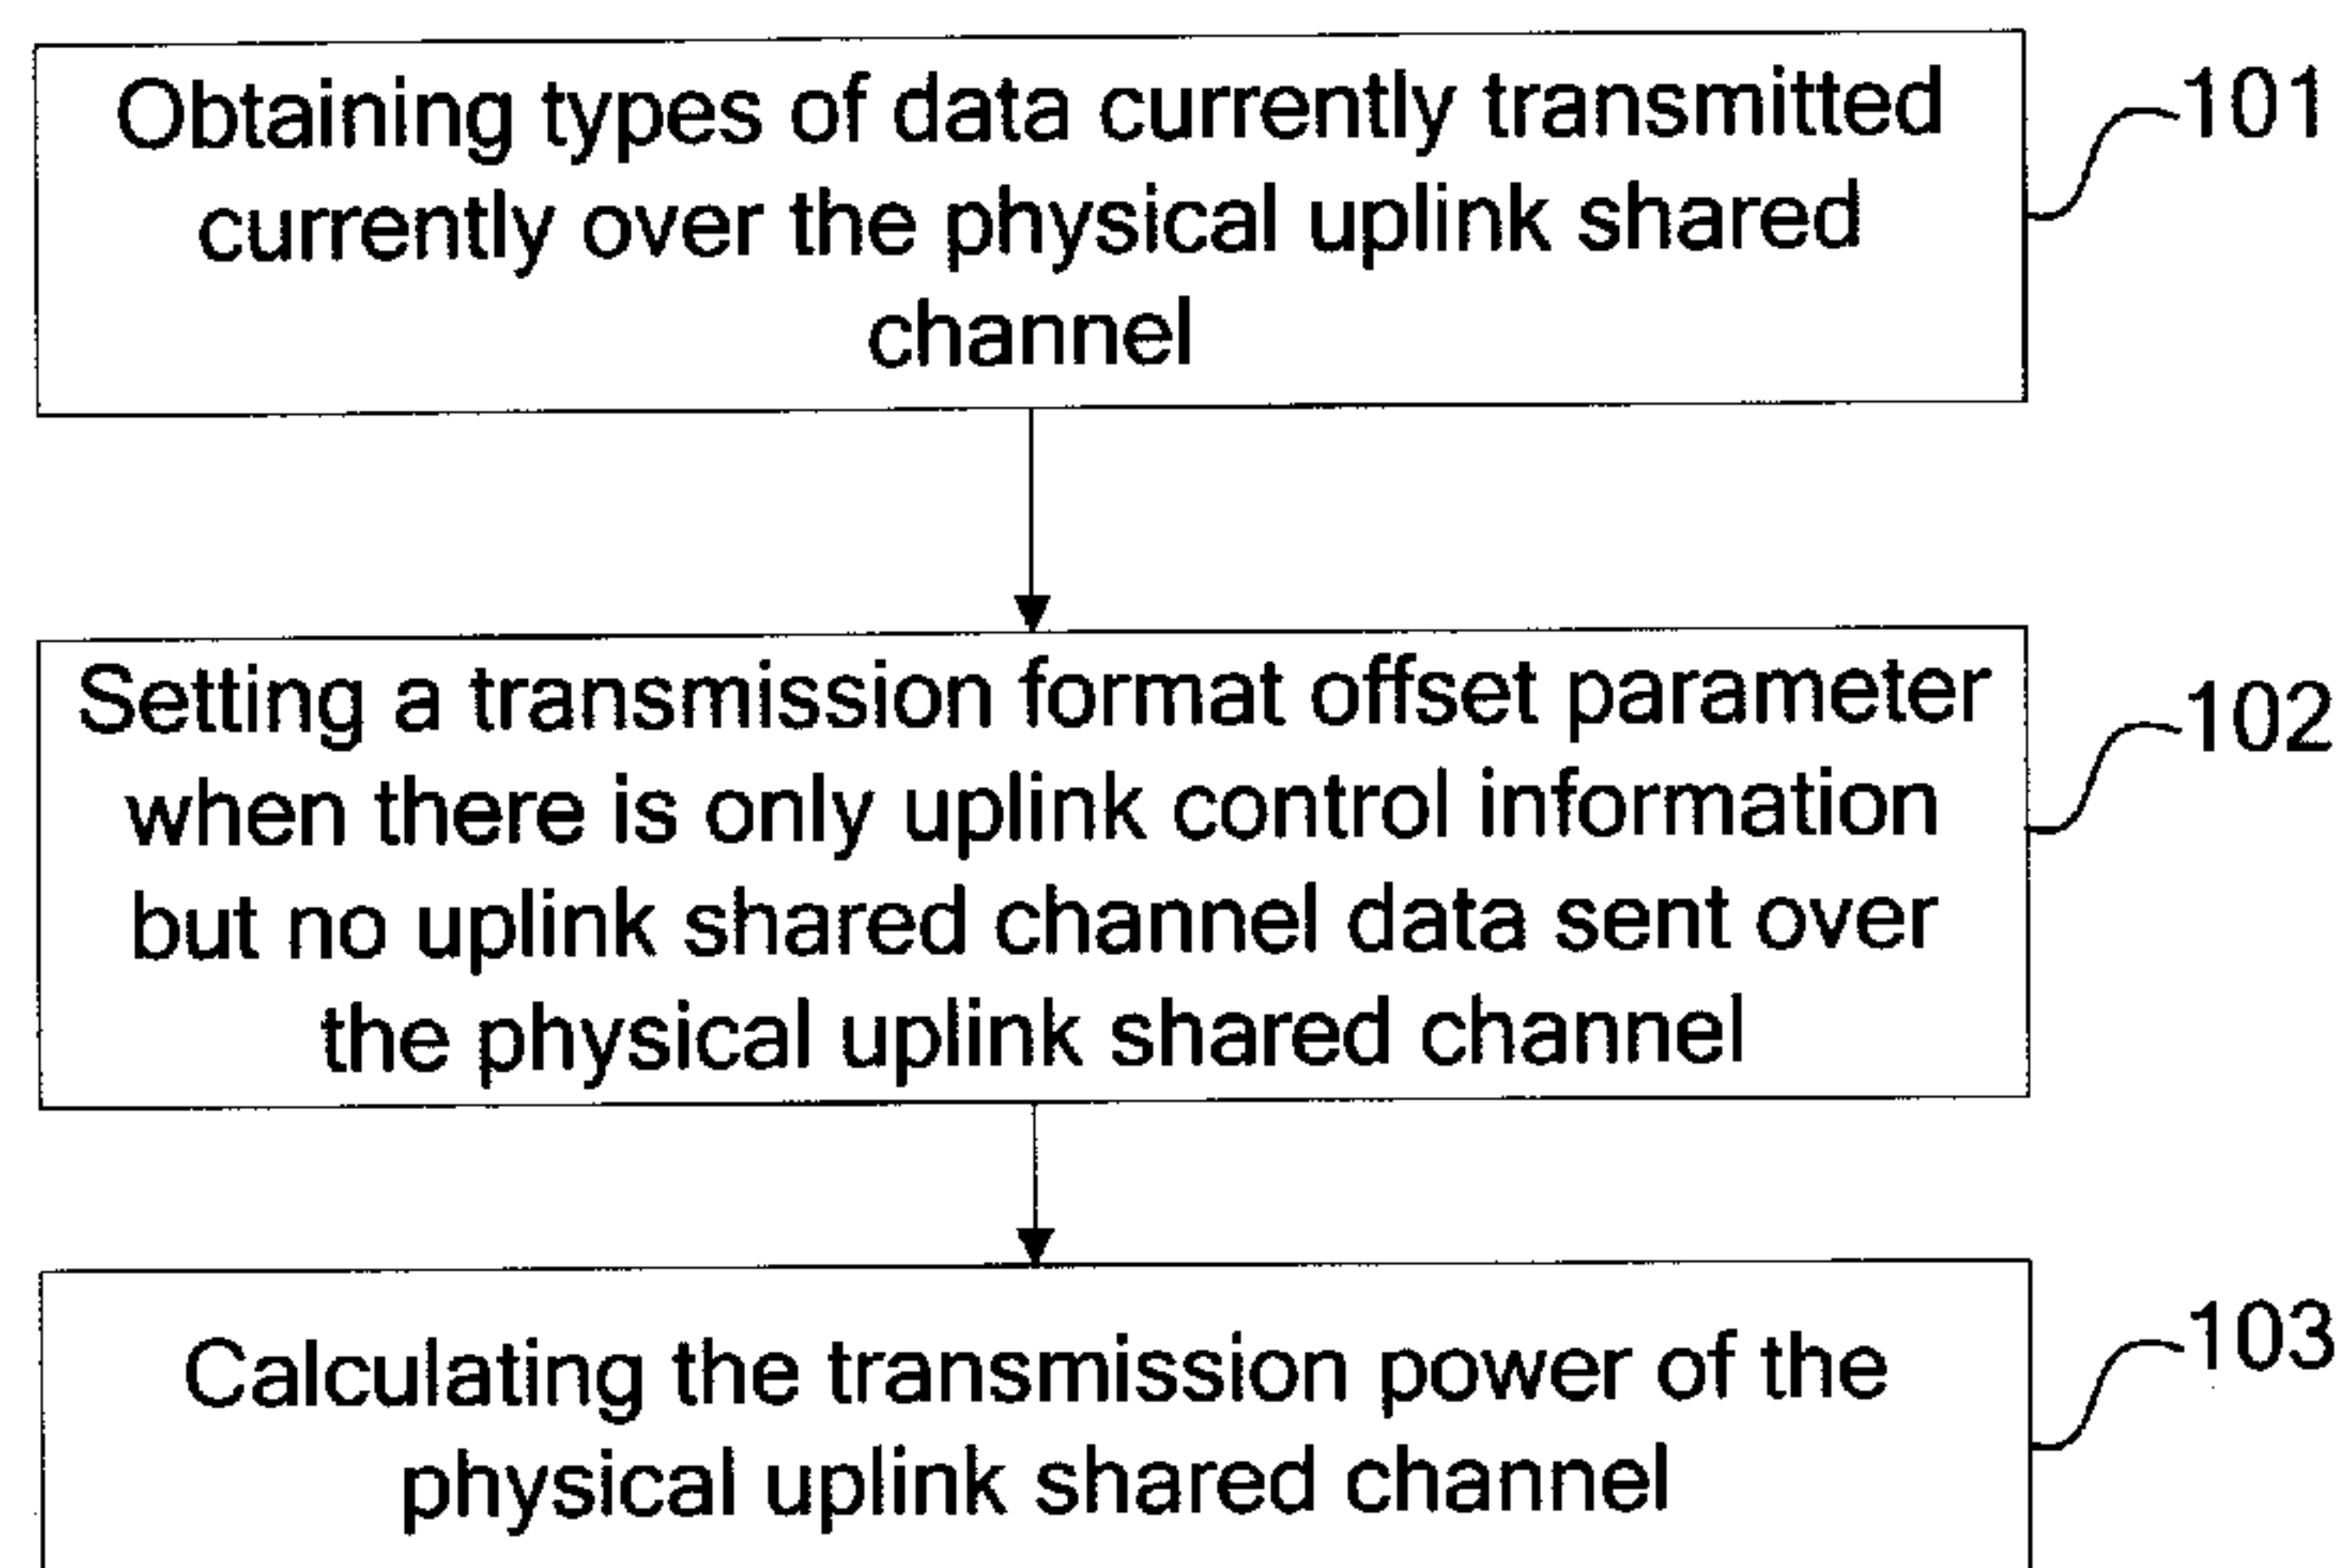 Obtaining types of data currently transmitted
currently over the physical uplink shared
channel
101
Setting a transmission format offset parameter
when there is only uplink control information
but no uplink shared channel data sent over
the physical uplink shared channel
102
Calculating the transmission power of the
physical uplink shared channel
103